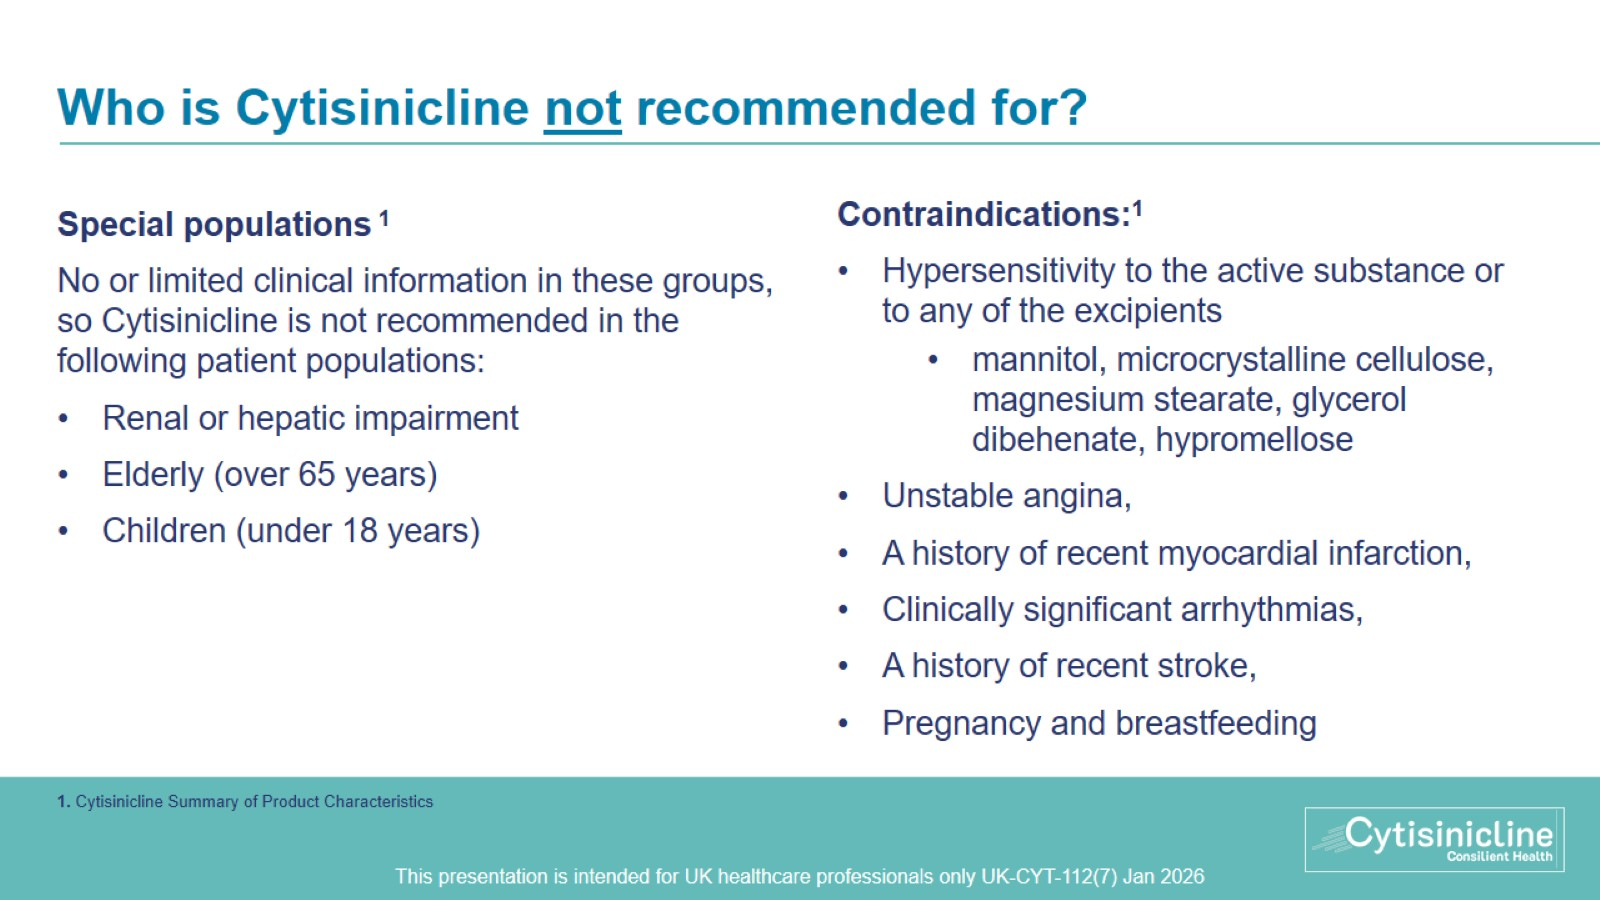 Who is Cytisinicline not recommended for?
Special populations 1
No or limited clinical information in these groups,
so Cytisinicline is not recommended in the
following patient populations:
• Renal or hepatic impairment
• Elderly (over 65 years)
• Children (under 18 years)
Contraindications:1
• Hypersensitivity to the active substance or
to any of the excipients
• mannitol, microcrystalline cellulose,
magnesium stearate, glycerol
dibehenate, hypromellose
• Unstable angina,
• A history of recent myocardial infarction,
• Clinically significant arrhythmias,
• A history of recent stroke,
• Pregnancy and breastfeeding
1. Cytisinicline Summary of Product Characteristics
Cytisinicline
Consilient Health
This presentation is intended for UK healthcare professionals only UK-CYT-112(7) Jan 2026